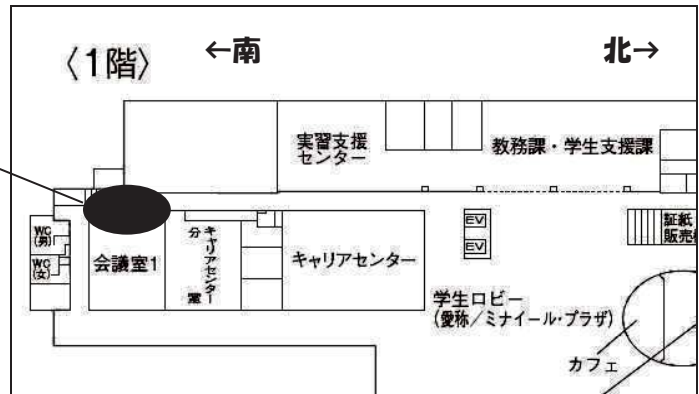 〈1階〉
←南
北→
実習支援
センター
教務課・学生支援課
WC
(男)
WC
(女)
会議室1
キャリアセンター
分室
キャリアセンター
EV
EV
証紙
学生ロビー
(愛称/ミナイール・プラザ)
カフェ